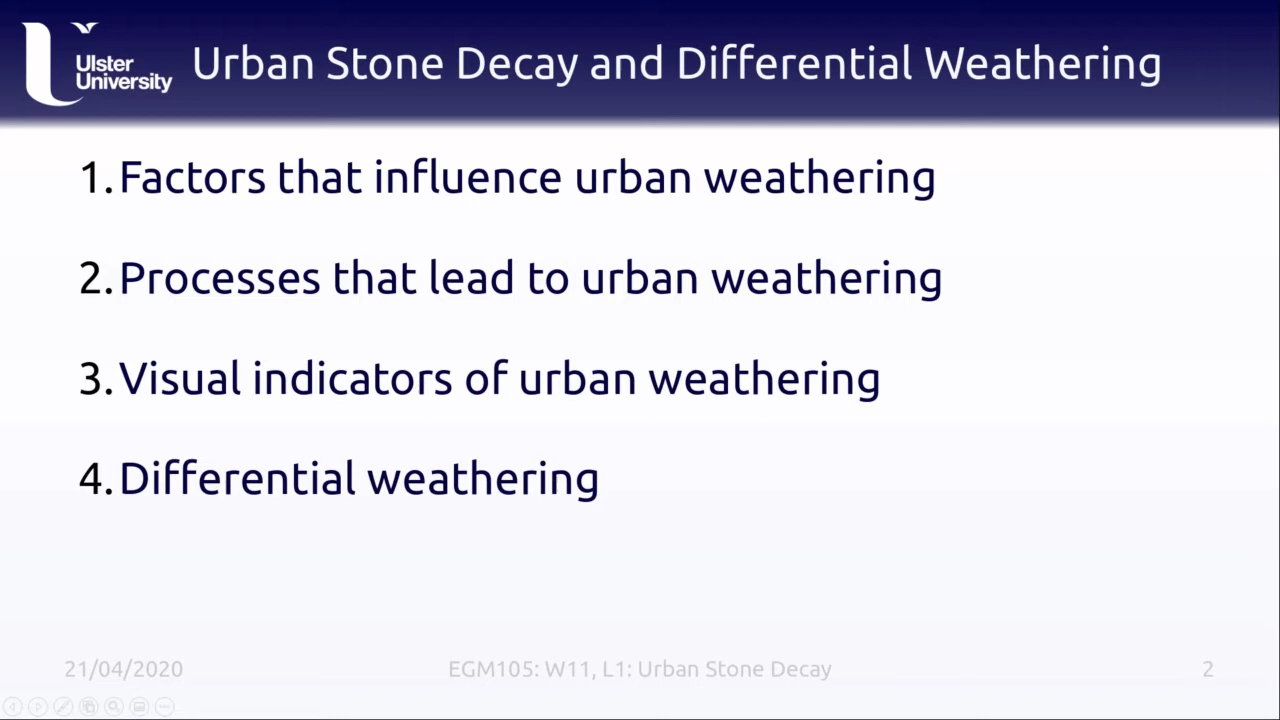 Ulster
University
Urban Stone Decay and Differential Weathering
1. Factors that influence urban weathering
2. Processes that lead to urban weathering
3. Visual indicators of urban weathering
4. Differential weathering
21/04/2020
EGM105: W11, L1: Urban Stone Decay
2